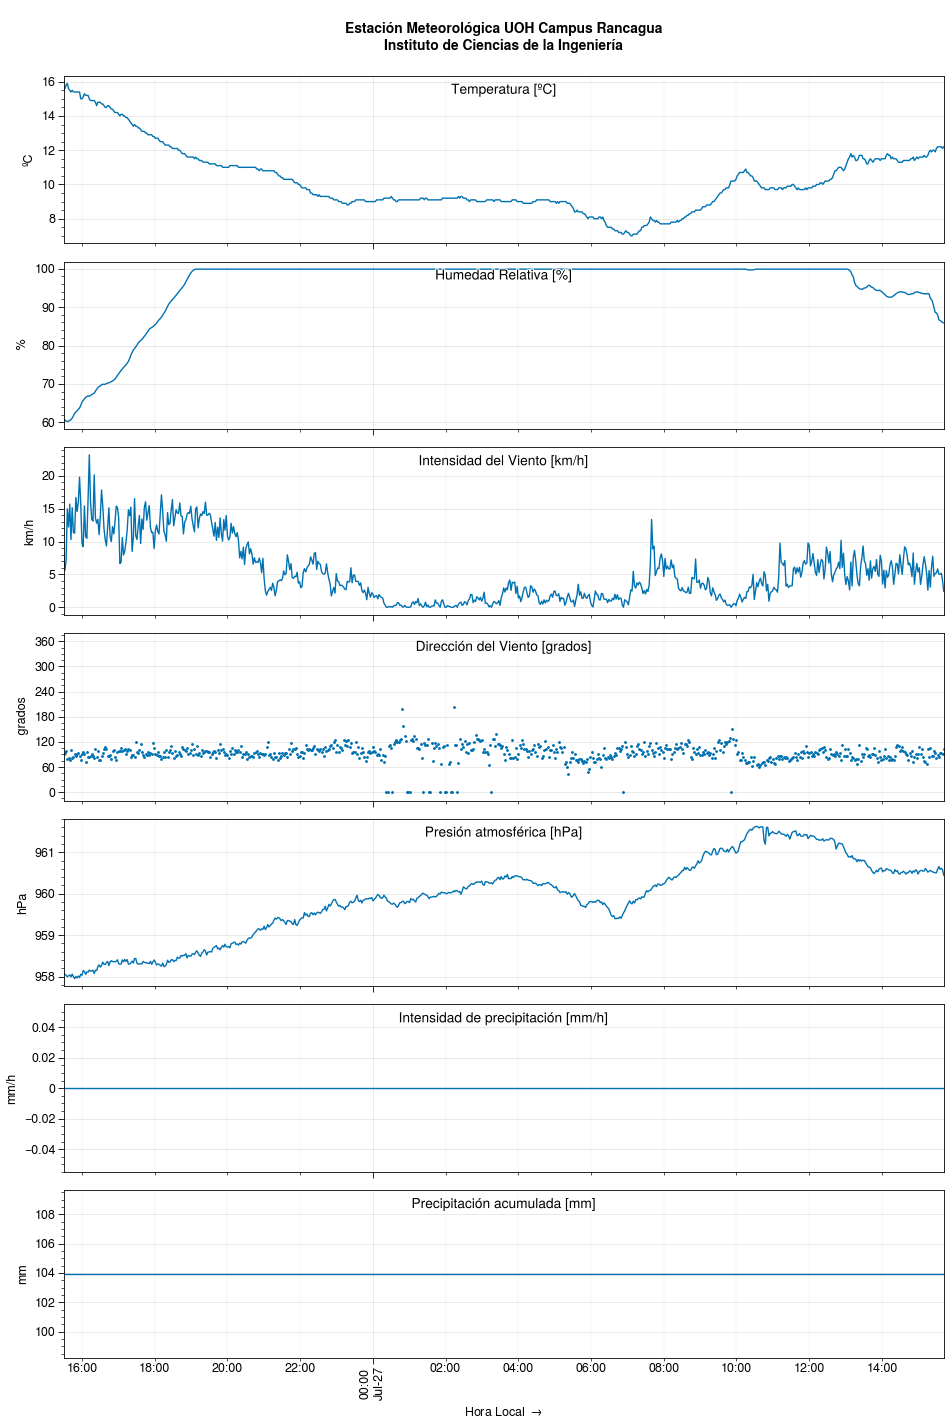 Estación Meteorológica UOH Campus Rancagua
Instituto de Ciencias de la Ingeniería
Temperatura [ºC]
ºC
16
14
12
10
8
Humedad Relativa [%]
%
100
90
80
70
60
Intensidad del Viento [km/h]
km/h
20
15
10
5
0
Dirección del Viento [grados]
grados
360
300
240
180
120
60
0
Presión atmosférica [hPa]
hPa
961
960
959
958
Intensidad de precipitación [mm/h]
mm/h
0.04
0.02
0
−0.02
−0.04
Precipitación acumulada [mm]
mm
108
106
104
102
100
16:00 18:00 20:00 22:00 00:00 02:00 04:00 06:00 08:00 10:00 12:00 14:00
Jul-27
Hora Local →